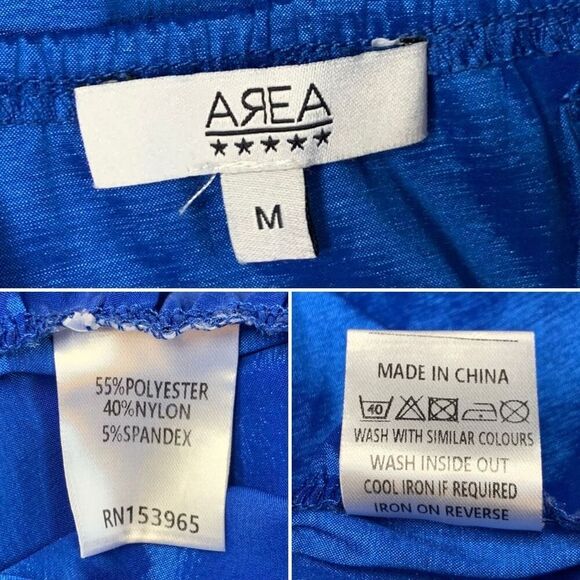 AREA
★★★★★
M
55%POLYESTER
40%NYLON
5%SPANDEX
RN153965
MADE IN CHINA
40
WASH WITH SIMILAR COLOURS
WASH INSIDE OUT
COOL IRON IF REQUIRED
IRON ON REVERSE